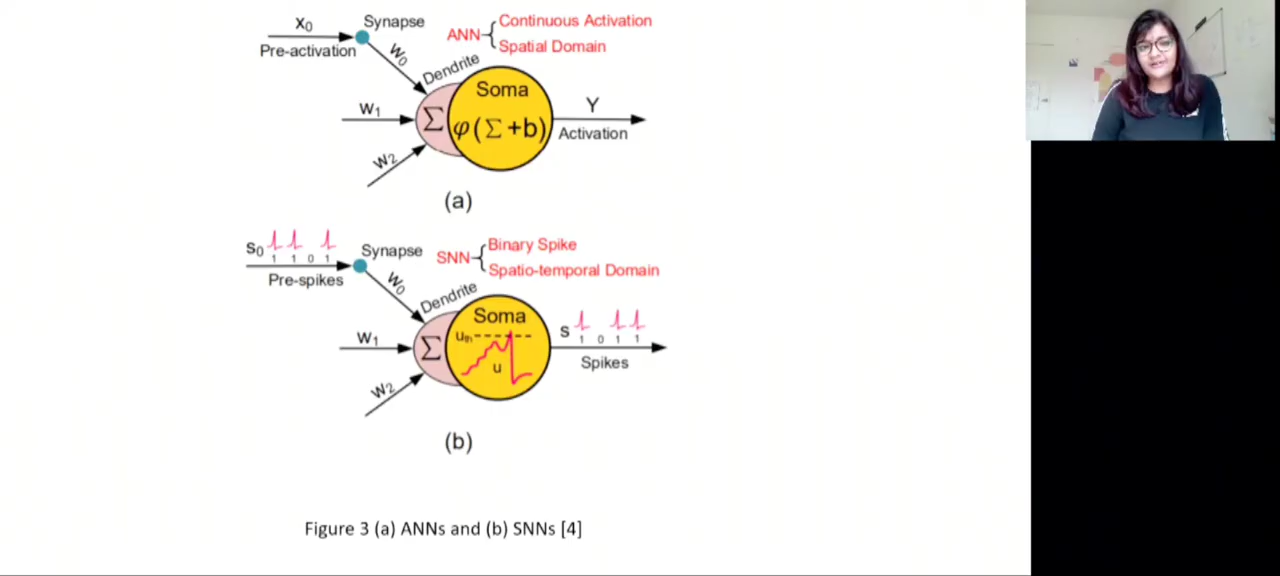 X0
Synapse
Pre-activation
W0
ANN
Continuous Activation
Spatial Domain
Dendrite
W1
Σ
Soma
φ(Σ+b)
Y
Activation
W2
(a)
S0
1 1 0 1
Synapse
Pre-spikes
W0
SNN
Binary Spike
Spatio-temporal Domain
Dendrite
W1
Σ
Soma
uth
u
S
1 0 1 1
Spikes
W2
(b)
Figure 3 (a) ANNs and (b) SNNs [4]